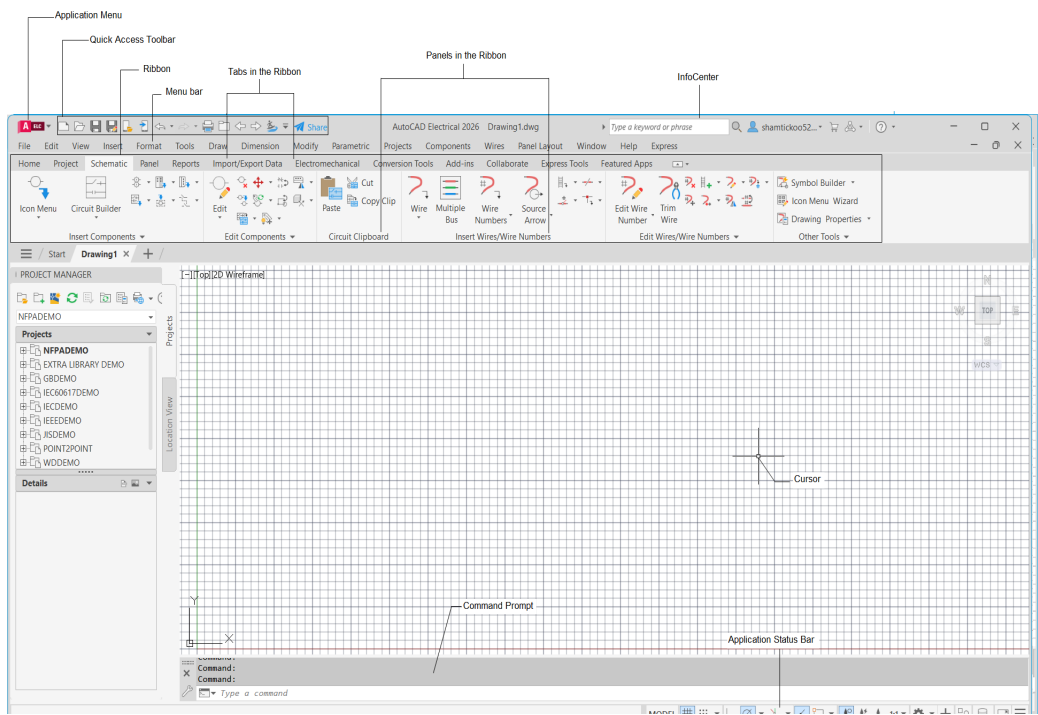 Application Menu
Quick Access Toolbar
Ribbon
Menu bar
Tabs in the Ribbon
Panels in the Ribbon
InfoCenter
A ELC Share AutoCAD Electrical 2026 Drawing1.dwg Type a keyword or phrase shamtickoo52...
File Edit View Insert Format Tools Draw Dimension Modify Parametric Projects Components Wires Panel Layout Window Help Express
Home Project Schematic Panel Reports Import/Export Data Electromechanical Conversion Tools Add-ins Collaborate Express Tools Featured Apps
Icon Menu Circuit Builder Edit Paste Cut Copy Clip Wire Multiple Bus Wire Numbers Source Arrow Edit Wire Number Trim Wire Symbol Builder
Icon Menu Wizard
Drawing Properties
Insert Components Edit Components Circuit Clipboard Insert Wires/Wire Numbers Edit Wires/Wire Numbers Other Tools
Start Drawing1
PROJECT MANAGER
NFPADEMO
Projects
NFPADEMO
EXTRA LIBRARY DEMO
GBDEMO
IEC60617DEMO
IECDEMO
IEEEDEMO
JISDEMO
POINT2POINT
WDDEMO
Details
Projects
Location View
[-][Top][2D Wireframe]
N
W TOP E
S
WCS
Cursor
Y
X
Command Prompt
Application Status Bar
Command:
Command:
Command:
Type a command
MODEL 1:1